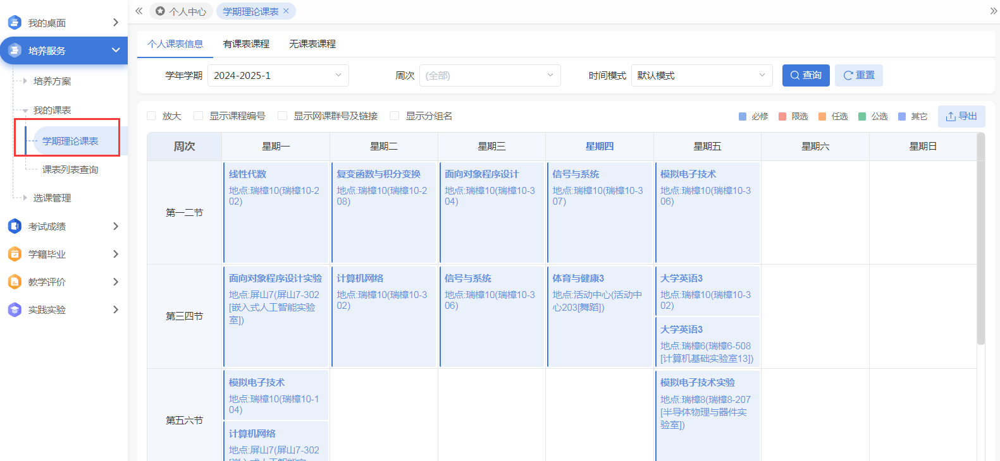 我的桌面
培养服务
培养方案
我的课表
学期理论课表
课表列表查询
选课管理
考试成绩
学籍毕业
教学评价
实践实验
个人中心
学期理论课表
个人课表信息 有课表课程 无课表课程
学年学期 2024-2025-1 周次 (全部) 时间模式 默认模式 查询 重置
放大 显示课程编号 显示网课群号及链接 显示分组名 必修 限选 任选 公选 其它 导出
周次 星期一 星期二 星期三 星期四 星期五 星期六 星期日
第一二节
线性代数
地点:瑞樟10(瑞樟10-2
02)
复变函数与积分变换
地点:瑞樟10(瑞樟10-2
08)
面向对象程序设计
地点:瑞樟10(瑞樟10-3
04)
信号与系统
地点:瑞樟10(瑞樟10-3
07)
模拟电子技术
地点:瑞樟10(瑞樟10-3
06)
第三四节
面向对象程序设计实验
地点:屏山7(屏山7-302
[嵌入式人工智能实验
室])
计算机网络
地点:瑞樟10(瑞樟10-3
02)
信号与系统
地点:瑞樟10(瑞樟10-3
06)
体育与健康3
地点:活动中心(活动中
心203[舞蹈])
大学英语3
地点:瑞樟10(瑞樟10-3
02)
大学英语3
地点:瑞樟6(瑞樟6-508
[计算机基础实验室13])
第五六节
模拟电子技术
地点:瑞樟10(瑞樟10-1
04)
计算机网络
地点:屏山7(屏山7-302
模拟电子技术实验
地点:瑞樟8(瑞樟8-207
[半导体物理与器件实
验室])